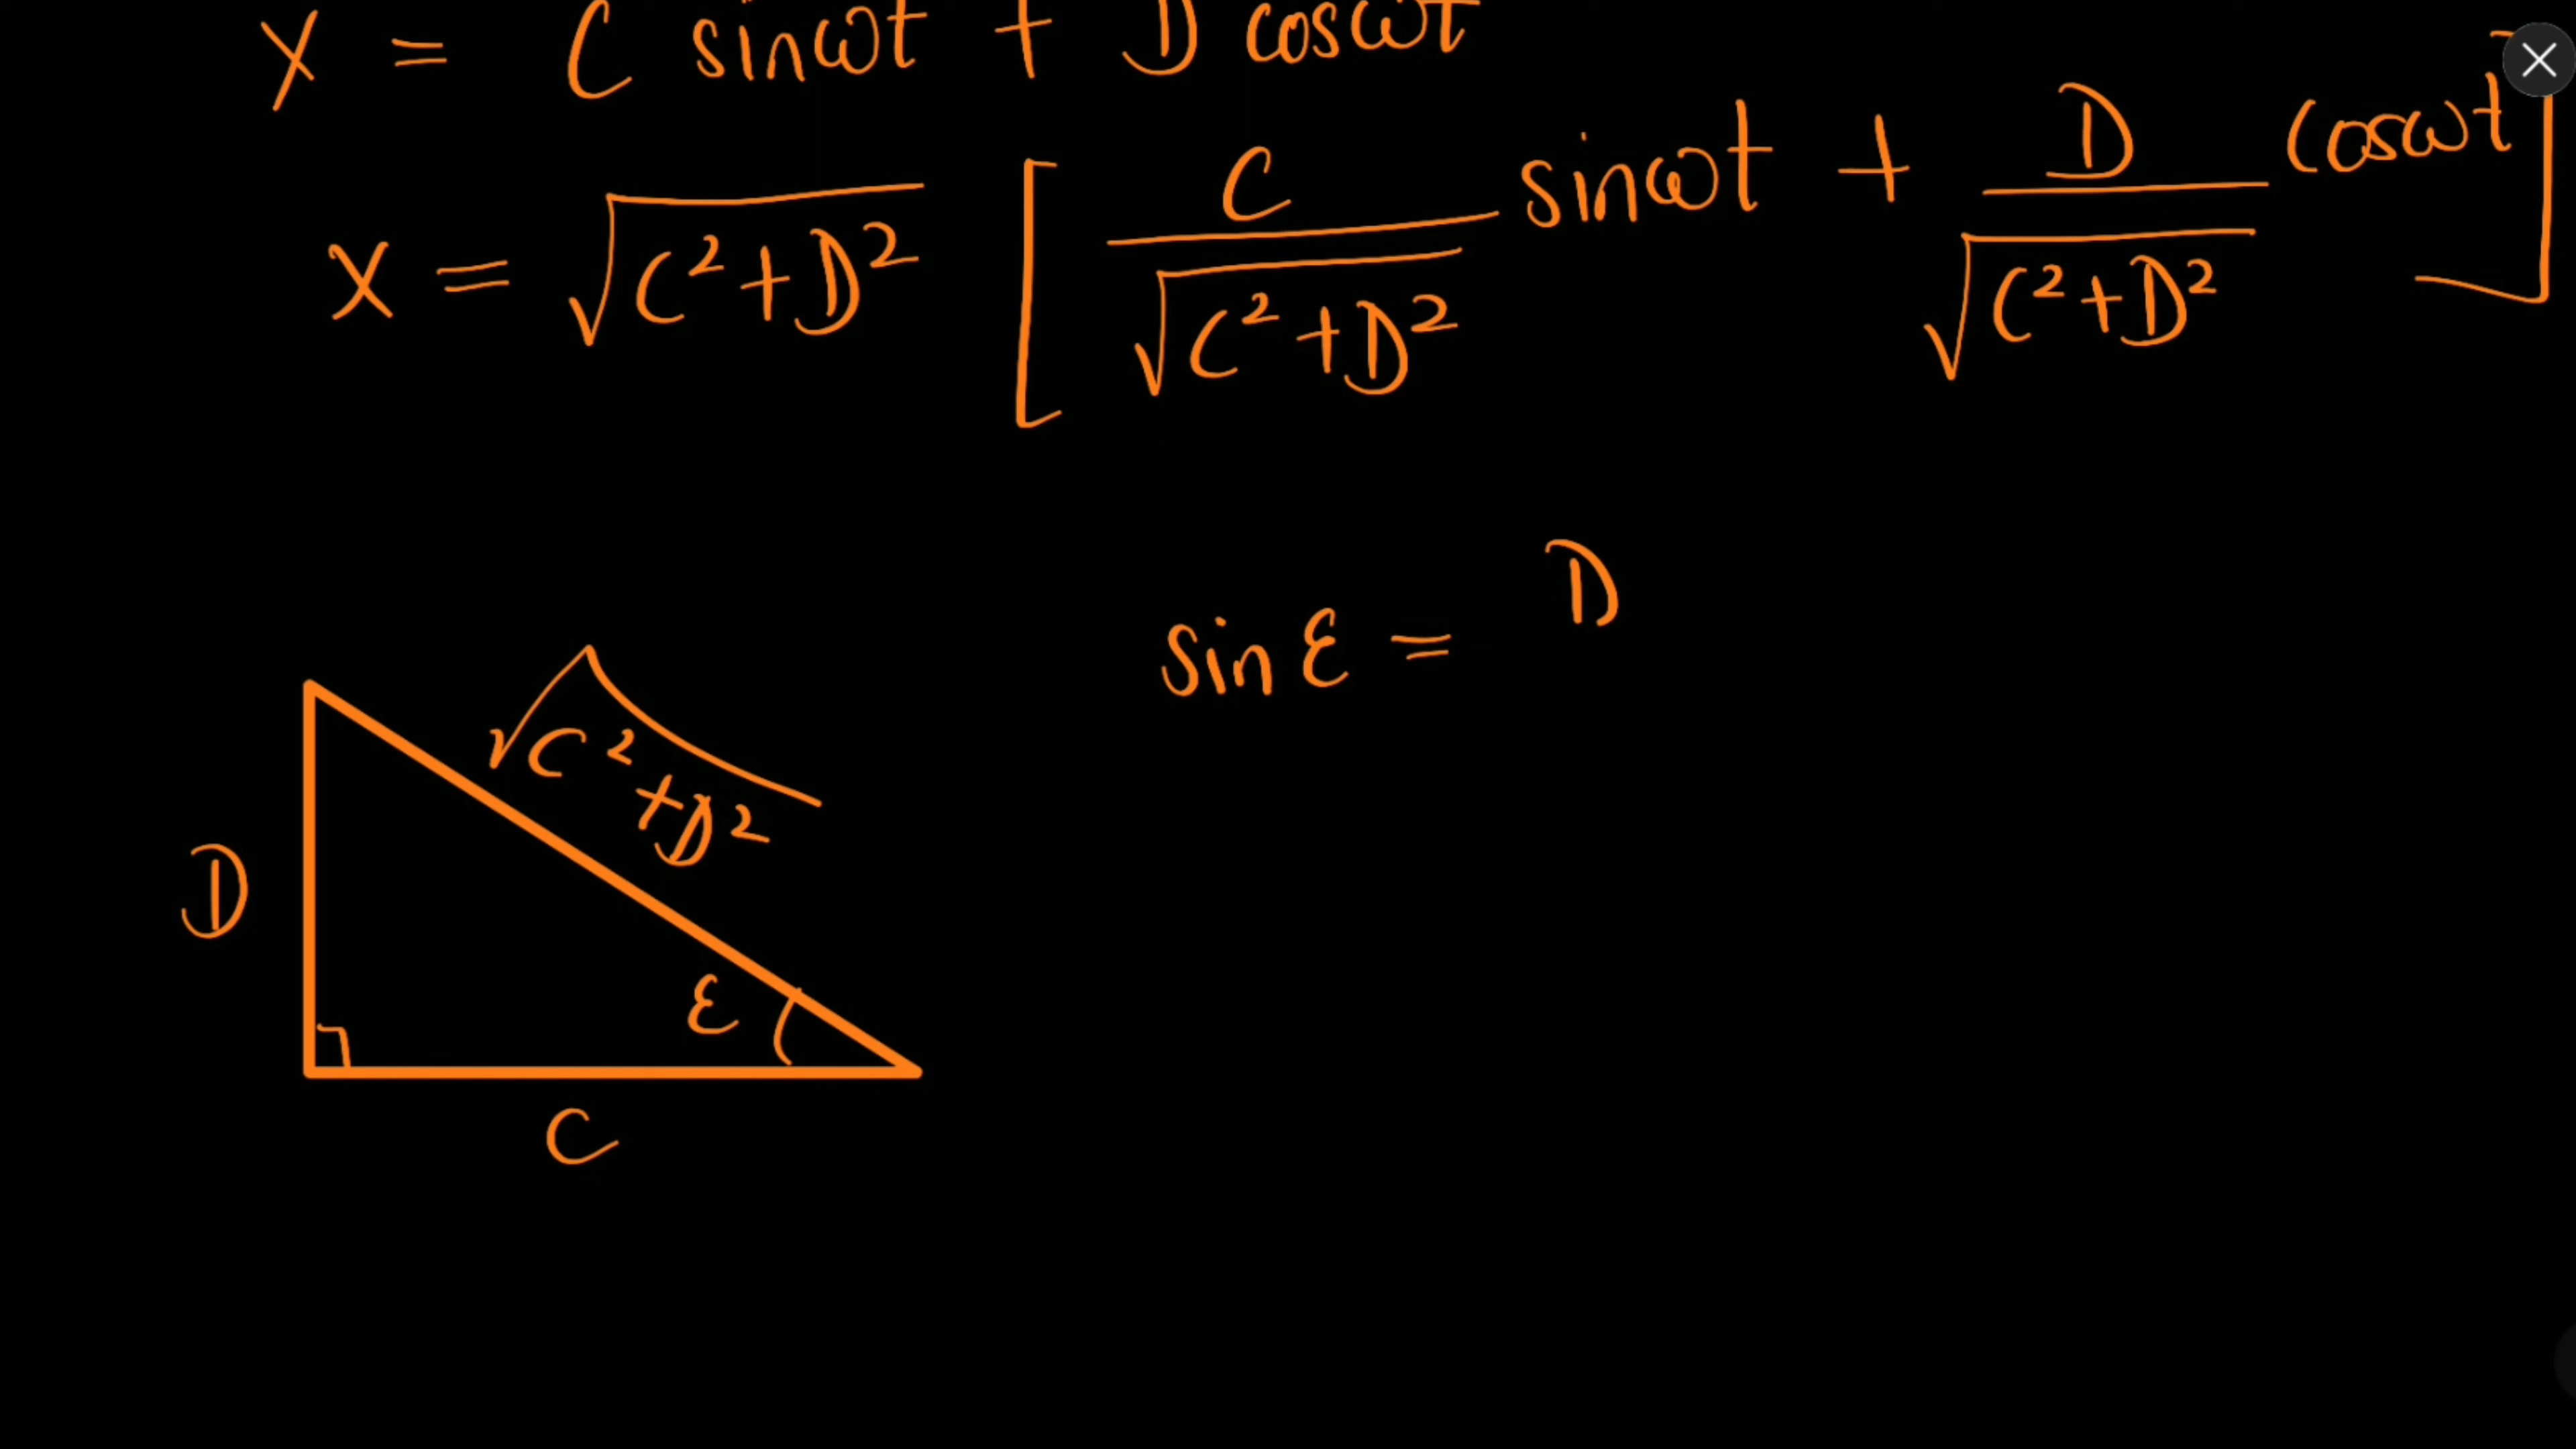 x = C sinωt + D cosωt
x = √(C²+D²) [ C/√(C²+D²) sinωt + D/√(C²+D²) cosωt ]
sin ε = D
√(C²+D²)
D
ε
C